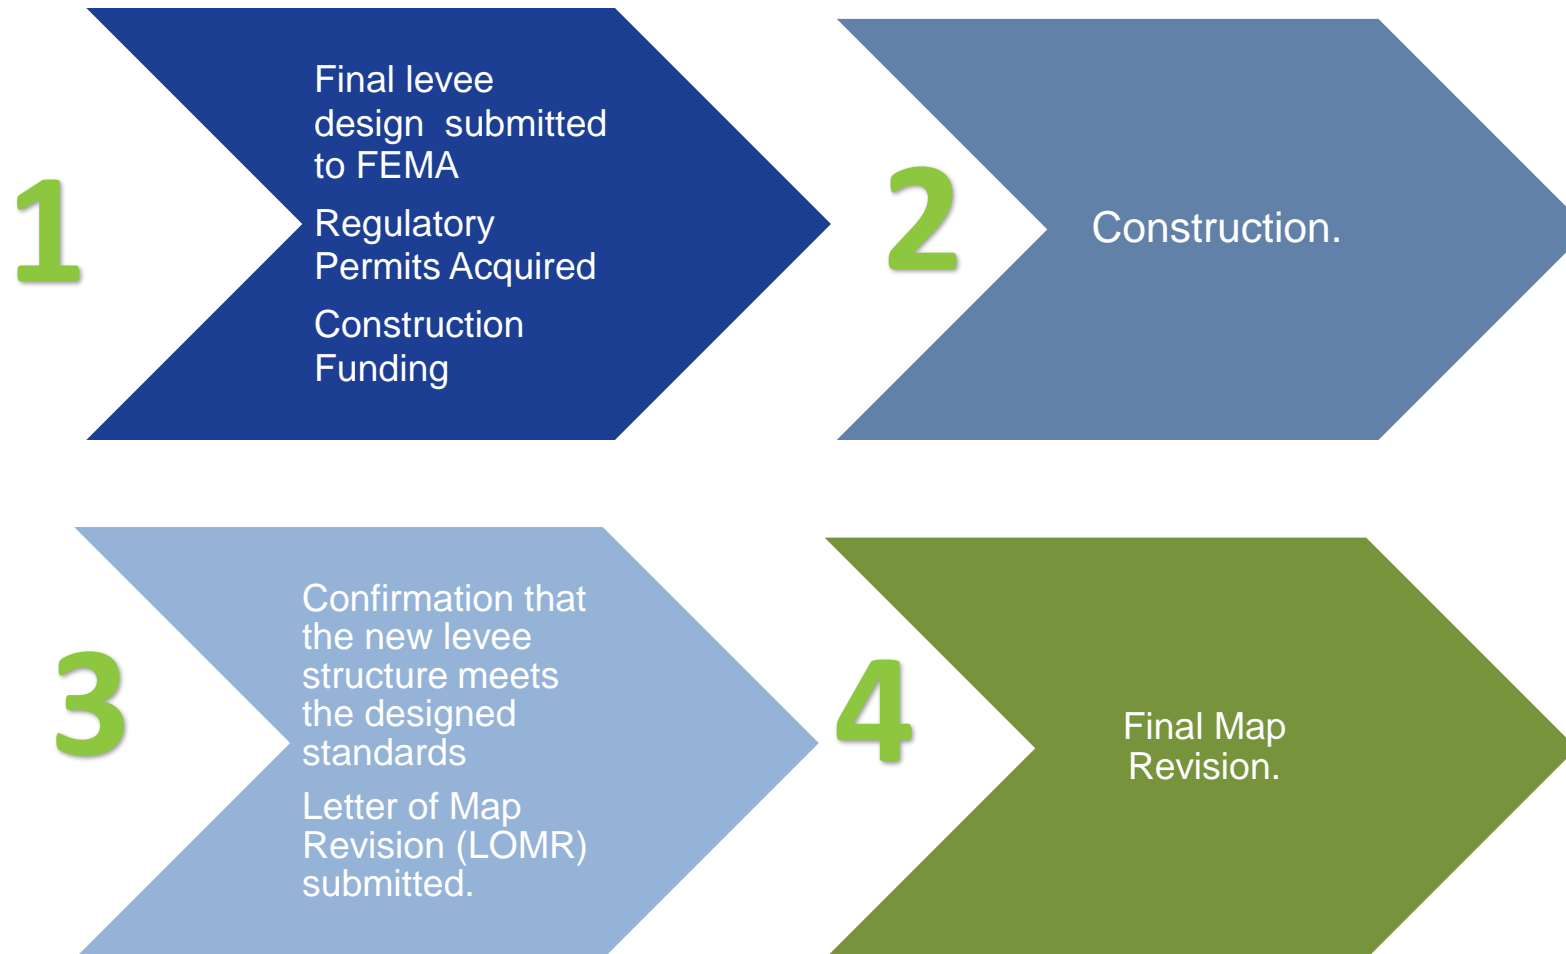 1
Final levee
design  submitted
to FEMA
Regulatory
Permits Acquired
Construction
Funding
2
Construction.
3
Confirmation that
the new levee
structure meets
the designed
standards
Letter of Map
Revision (LOMR)
submitted.
4
Final Map
Revision.